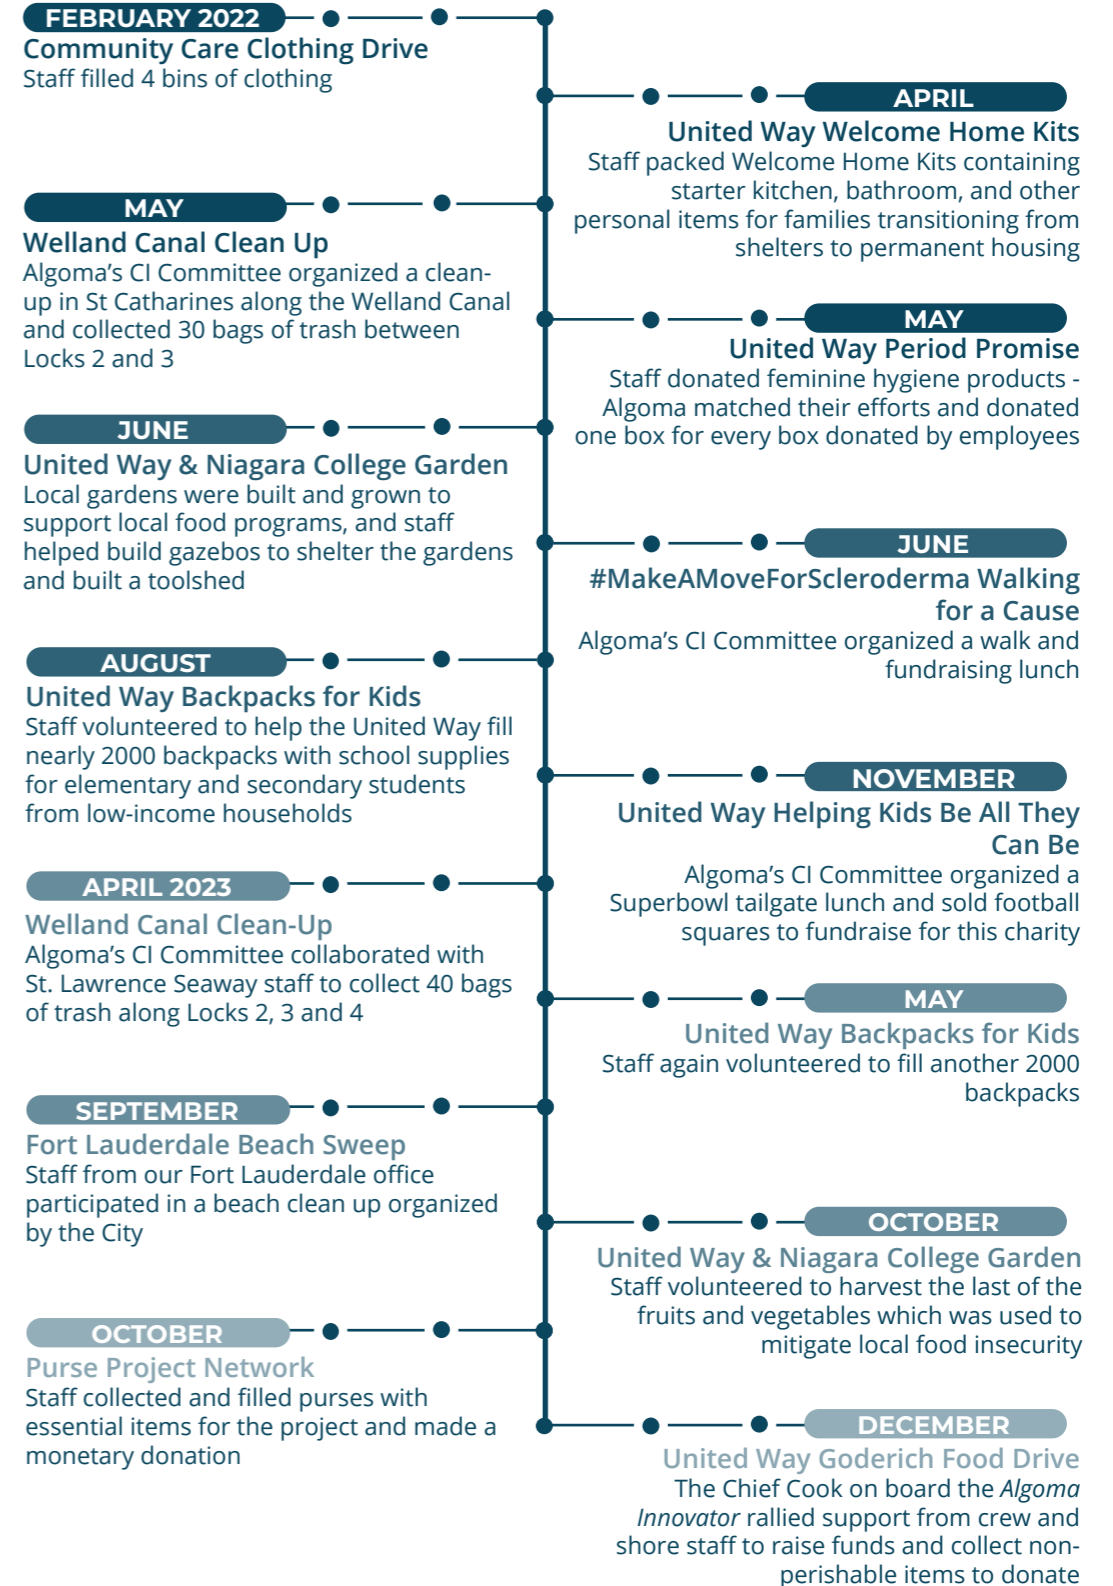 FEBRUARY 2022
Community Care Clothing Drive
Staff filled 4 bins of clothing
APRIL
United Way Welcome Home Kits
Staff packed Welcome Home Kits containing
starter kitchen, bathroom, and other
personal items for families transitioning from
shelters to permanent housing
MAY
Welland Canal Clean Up
Algoma's CI Committee organized a clean-
up in St Catharines along the Welland Canal
and collected 30 bags of trash between
Locks 2 and 3
MAY
United Way Period Promise
Staff donated feminine hygiene products -
Algoma matched their efforts and donated
one box for every box donated by employees
JUNE
United Way & Niagara College Garden
Local gardens were built and grown to
support local food programs, and staff
helped build gazebos to shelter the gardens
and built a toolshed
JUNE
#MakeAMoveForScleroderma Walking
for a Cause
Algoma's CI Committee organized a walk and
fundraising lunch
AUGUST
United Way Backpacks for Kids
Staff volunteered to help the United Way fill
nearly 2000 backpacks with school supplies
for elementary and secondary students
from low-income households
NOVEMBER
United Way Helping Kids Be All They
Can Be
Algoma's CI Committee organized a
Superbowl tailgate lunch and sold football
squares to fundraise for this charity
APRIL 2023
Welland Canal Clean-Up
Algoma's CI Committee collaborated with
St. Lawrence Seaway staff to collect 40 bags
of trash along Locks 2, 3 and 4
MAY
United Way Backpacks for Kids
Staff again volunteered to fill another 2000
backpacks
SEPTEMBER
Fort Lauderdale Beach Sweep
Staff from our Fort Lauderdale office
participated in a beach clean up organized
by the City
OCTOBER
United Way & Niagara College Garden
Staff volunteered to harvest the last of the
fruits and vegetables which was used to
mitigate local food insecurity
OCTOBER
Purse Project Network
Staff collected and filled purses with
essential items for the project and made a
monetary donation
DECEMBER
United Way Goderich Food Drive
The Chief Cook on board the Algoma
Innovator rallied support from crew and
shore staff to raise funds and collect non-
perishable items to donate